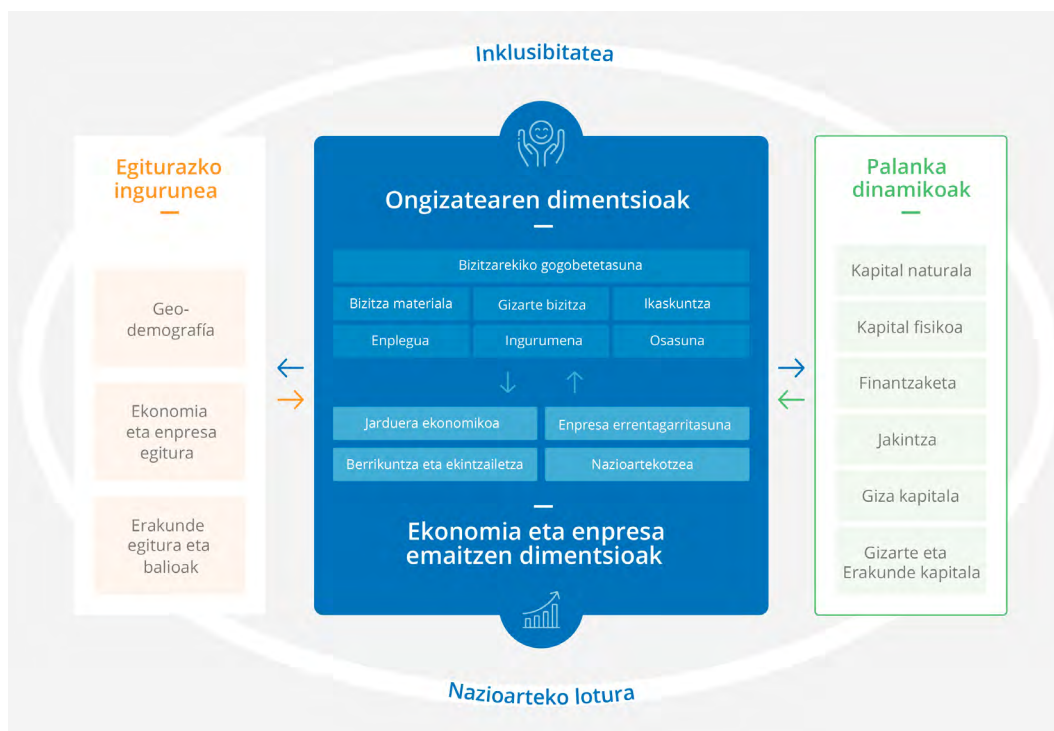 Inklusibitatea
Egiturazko
ingurunea
Geo-
demografía
Ekonomia
eta enpresa
egitura
Erakunde
egitura eta
balioak
Ongizatearen dimentsioak
Bizitzarekiko gogobetetasuna
Bizitza materiala
Gizarte bizitza
Ikaskuntza
Enplegua
Ingurumena
Osasuna
Jarduera ekonomikoa
Enpresa errentagarritasuna
Berrikuntza eta ekintzailetza
Nazioartekotzea
Ekonomia eta enpresa
emaitzen dimentsioak
Palanka
dinamikoak
Kapital naturala
Kapital fisikoa
Finantzaketa
Jakintza
Giza kapitala
Gizarte eta
Erakunde kapitala
Nazioarteko lotura